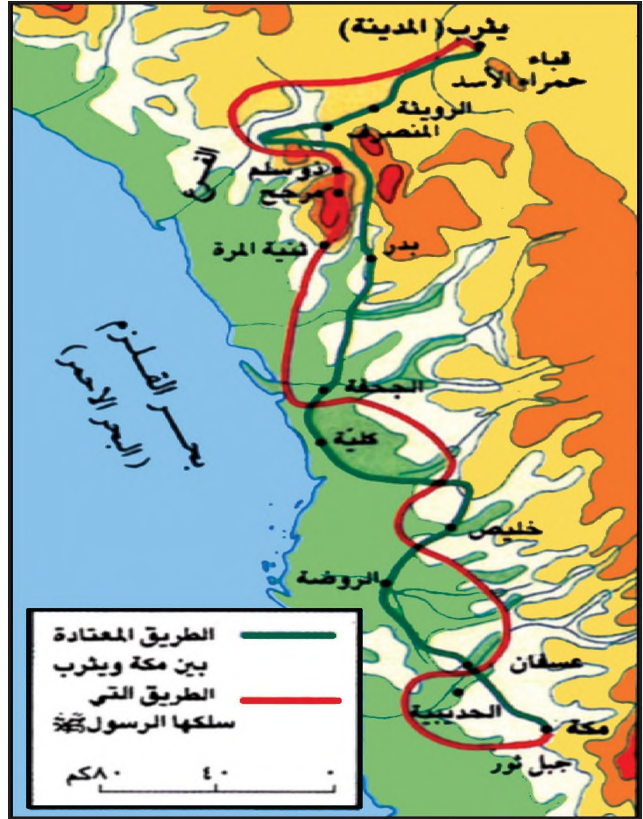 يثرب (المدينة)
قباء
حمراء الأسد
الرويثة
المنصرف
ذو سلم
مرجح
ثنية المرة
بدر
بحر القلزم
(البحر الأحمر)
الجحفة
كليّة
خليص
الروضة
عسفان
الحديبية
مكة
جبل ثور
الطريق المعتادة
بين مكة ويثرب
الطريق التي
سلكها الرسول ﷺ
٨٠كم ٤٠ ٠